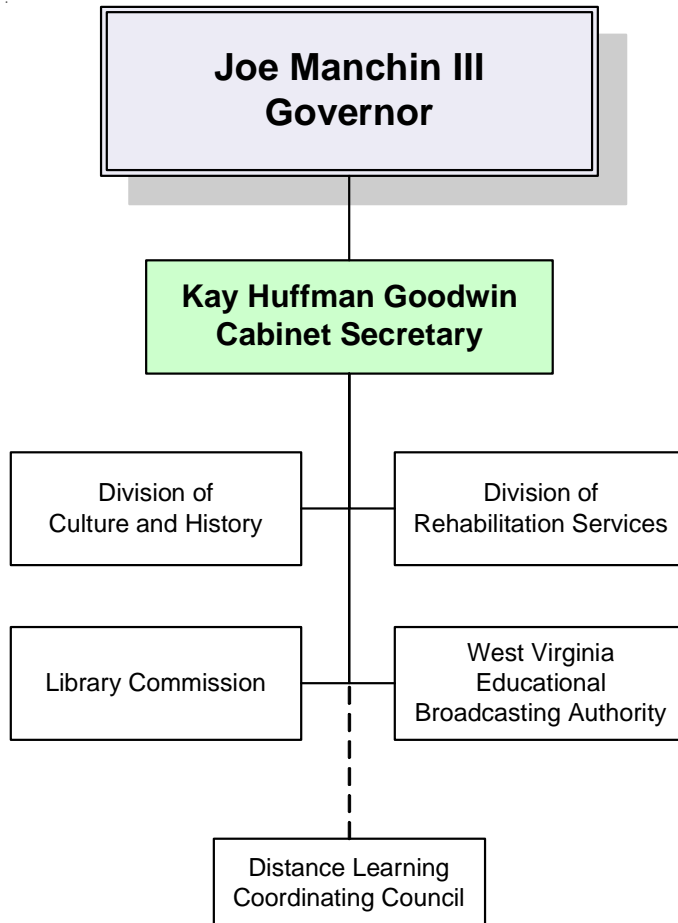 Joe Manchin III
Governor
Kay Huffman Goodwin
Cabinet Secretary
Division of
Culture and History
Division of
Rehabilitation Services
Library Commission
West Virginia
Educational
Broadcasting Authority
Distance Learning
Coordinating Council